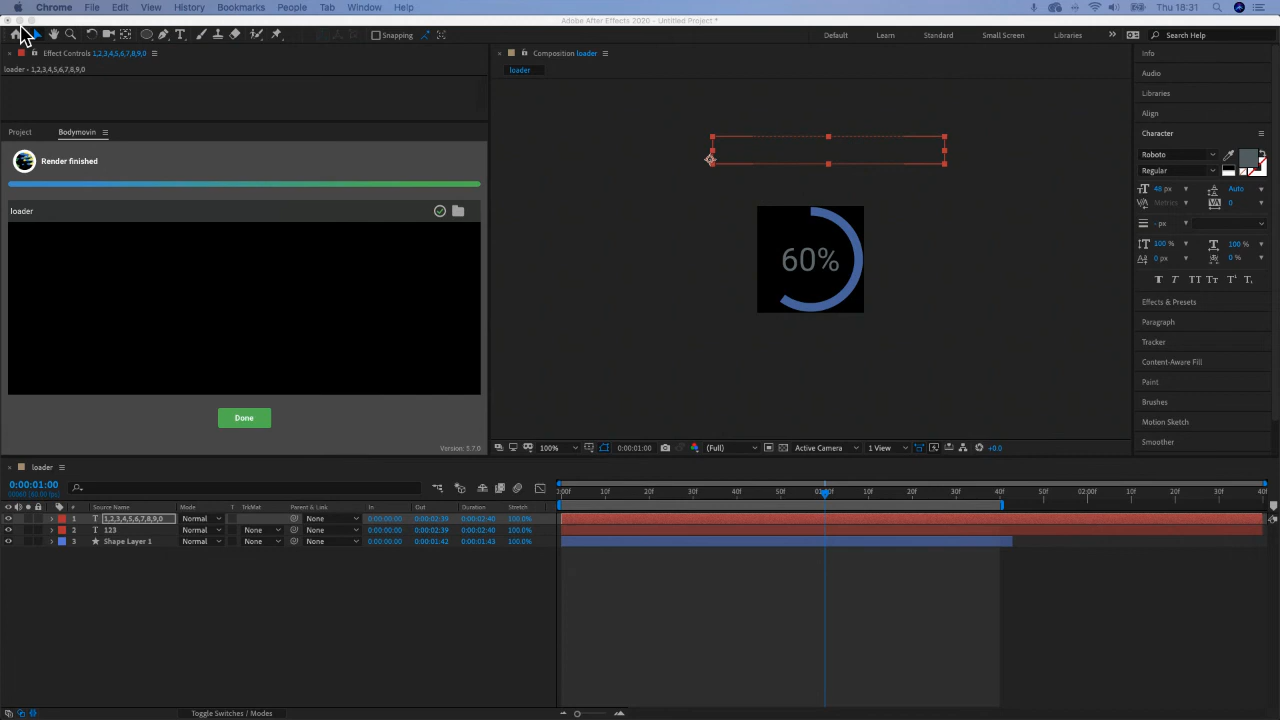 Chrome File Edit View History Bookmarks People Tab Window Help Thu 18:31
Adobe After Effects 2020 - Untitled Project *
Snapping Default Learn Standard Small Screen Libraries Search Help
Effect Controls 1,2,3,4,5,6,7,8,9,0
Composition loader
Info
loader - 1,2,3,4,5,6,7,8,9,0
loader
Audio
Libraries
Align
Project Bodymovin
Character
Render finished
Roboto
Regular
48 px Auto
Metrics 0
loader
- px
100 % 100 %
0 px 0 %
60%
T T TT Tт T¹ T,
Effects & Presets
Paragraph
Tracker
Content-Aware Fill
Paint
Brushes
Done
Motion Sketch
Smoother
Version: 5.7.0
100% 0:00:01:00 (Full) Active Camera 1 View +0.0
loader
0:00:01:00
00060 (60.00 fps)
:00f 10f 20f 30f 40f 50f 01:00f 10f 20f 30f 40f 50f 02:00f 10f 20f 30f 40f
# Source Name Mode T TrkMat Parent & Link In Out Duration Stretch
1 T 1,2,3,4,5,6,7,8,9,0 Normal None 0:00:00:00 0:00:02:39 0:00:02:40 100.0%
2 T 123 Normal None None 0:00:00:00 0:00:02:39 0:00:02:40 100.0%
3 Shape Layer 1 Normal None None 0:00:00:00 0:00:01:42 0:00:01:43 100.0%
Toggle Switches / Modes